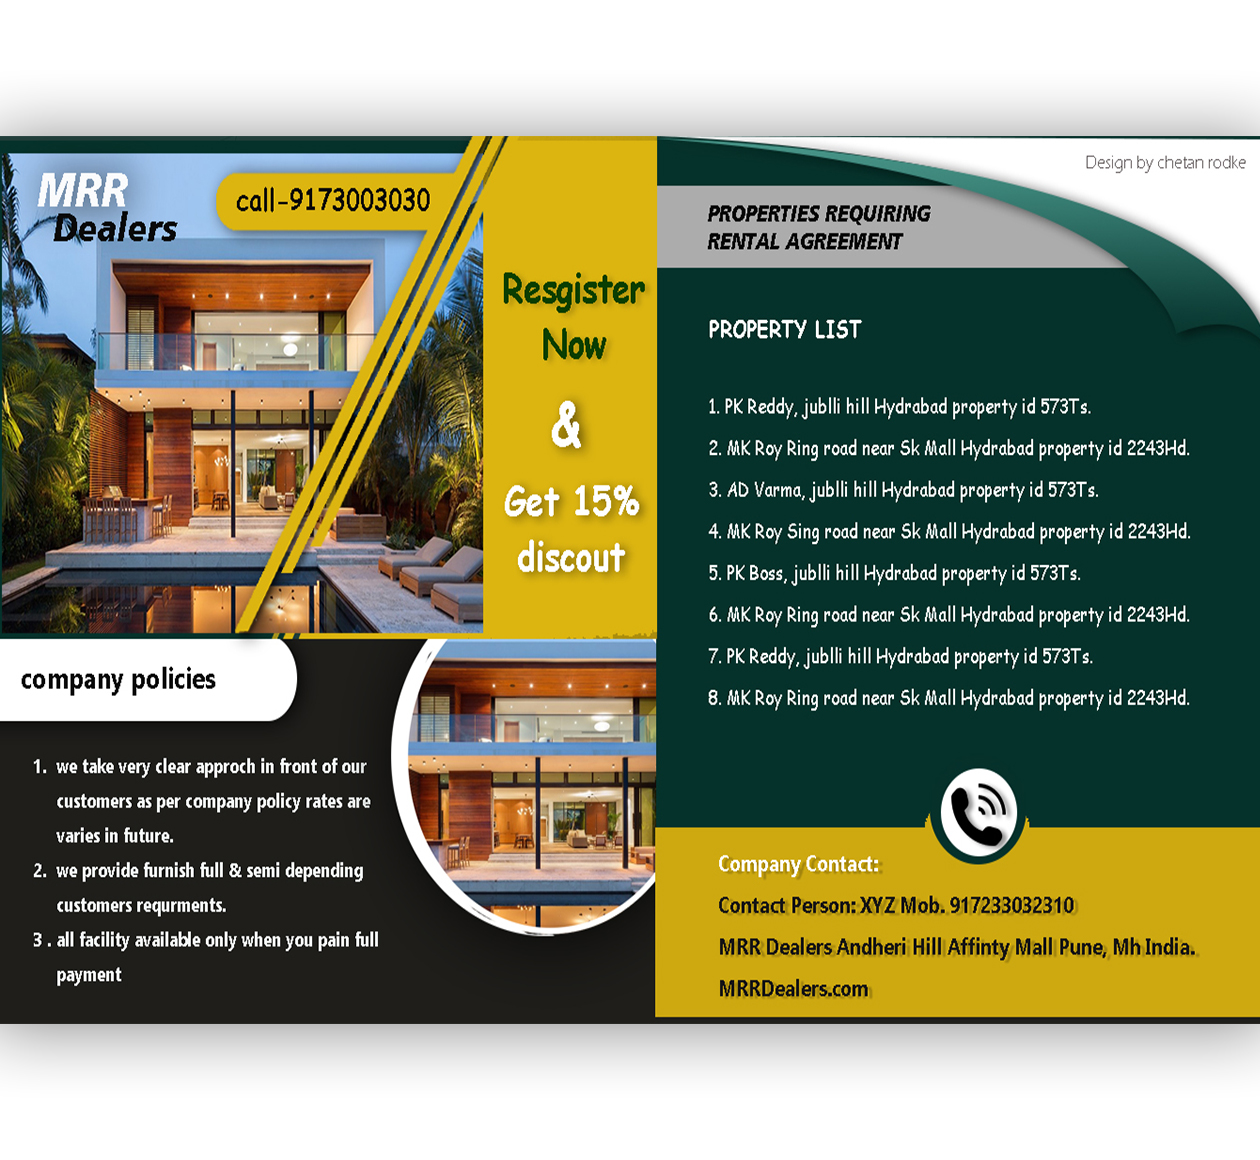 MRR
Dealers
call-9173003030
Resgister
Now
&
Get 15%
discout
company policies
1. we take very clear approch in front of our
customers as per company policy rates are
varies in future.
2. we provide furnish full & semi depending
customers requrments.
3 . all facility available only when you pain full
payment
Design by chetan rodke
PROPERTIES REQUIRING
RENTAL AGREEMENT
PROPERTY LIST
1. PK Reddy, jublli hill Hydrabad property id 573Ts.
2. MK Roy Ring road near Sk Mall Hydrabad property id 2243Hd.
3. AD Varma, jublli hill Hydrabad property id 573Ts.
4. MK Roy Sing road near Sk Mall Hydrabad property id 2243Hd.
5. PK Boss, jublli hill Hydrabad property id 573Ts.
6. MK Roy Ring road near Sk Mall Hydrabad property id 2243Hd.
7. PK Reddy, jublli hill Hydrabad property id 573Ts.
8. MK Roy Ring road near Sk Mall Hydrabad property id 2243Hd.
Company Contact:
Contact Person: XYZ Mob. 917233032310
MRR Dealers Andheri Hill Affinty Mall Pune, Mh India.
MRRDealers.com